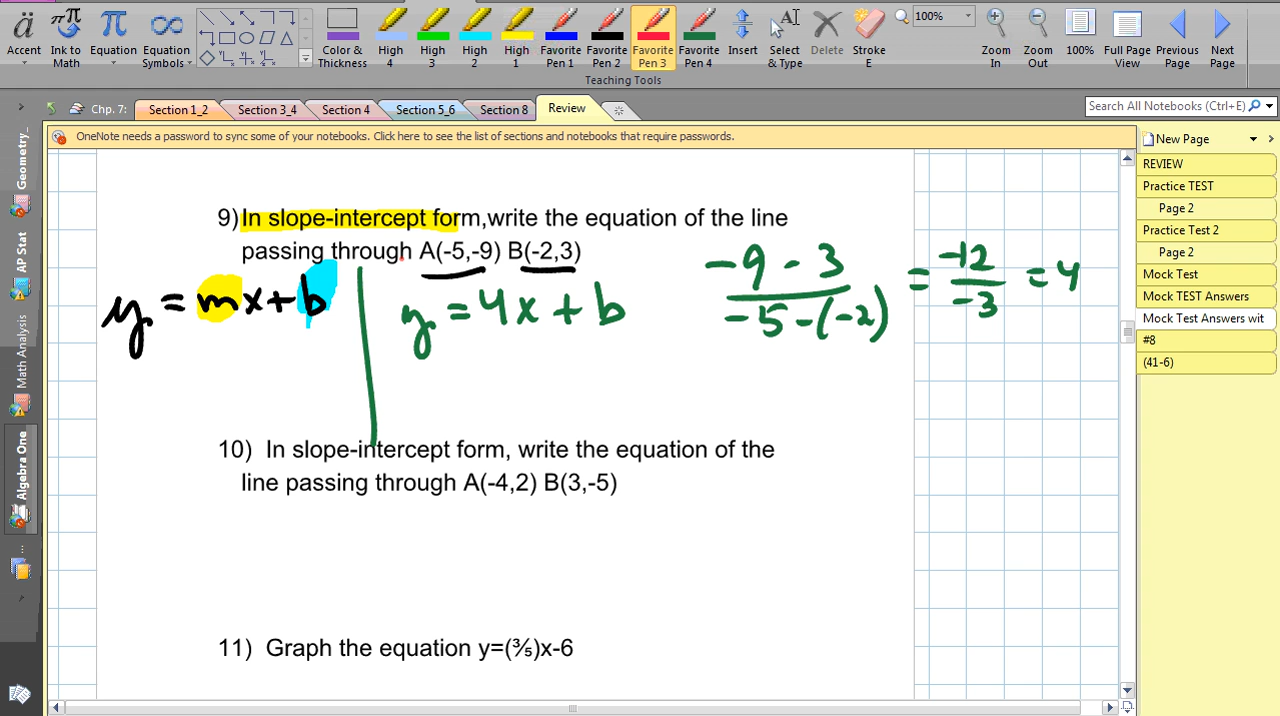 Accent
Ink to Math
Equation
Equation Symbols
Color & Thickness
High 4
High 3
High 2
High 1
Favorite Pen 1
Favorite Pen 2
Favorite Pen 3
Favorite Pen 4
Insert
Select & Type
Delete
Stroke E
100%
Zoom In
Zoom Out
100%
Full Page View
Previous Page
Next Page
Teaching Tools
Chp. 7:
Section 1_2
Section 3_4
Section 4
Section 5_6
Section 8
Review
Search All Notebooks (Ctrl+E)
OneNote needs a password to sync some of your notebooks. Click here to see the list of sections and notebooks that require passwords.
New Page
REVIEW
Practice TEST
Page 2
Practice Test 2
Page 2
Mock Test
Mock TEST Answers
Mock Test Answers wit
#8
(41-6)
Geometry...
AP Stat
Math Analysis
Algebra One
9) In slope-intercept form,write the equation of the line
passing through A(-5,-9) B(-2,3)
y = mx+b
y = 4x + b
-9 - 3
-5 - (-2)
= -12
-3
= 4
10) In slope-intercept form, write the equation of the
line passing through A(-4,2) B(3,-5)
11) Graph the equation y=(⅗)x-6